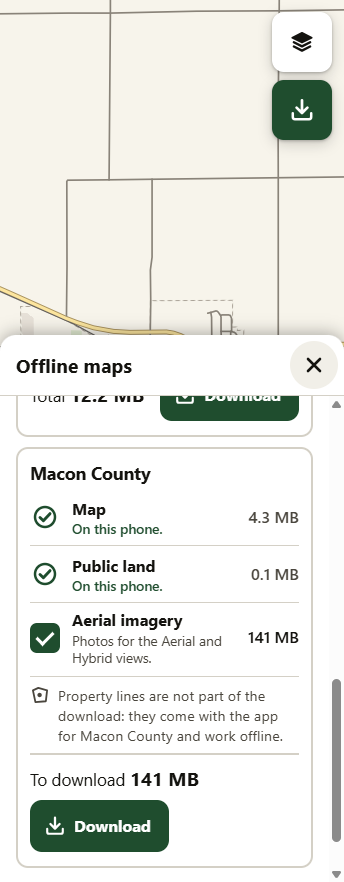 Offline maps
Total 12.2 MB
Download
Macon County
Map
4.3 MB
On this phone.
Public land
0.1 MB
On this phone.
Aerial imagery
Photos for the Aerial and
141 MB
Hybrid views.
Property lines are not part of the
download: they come with the app
for Macon County and work offline.
To download 141 MB
Download